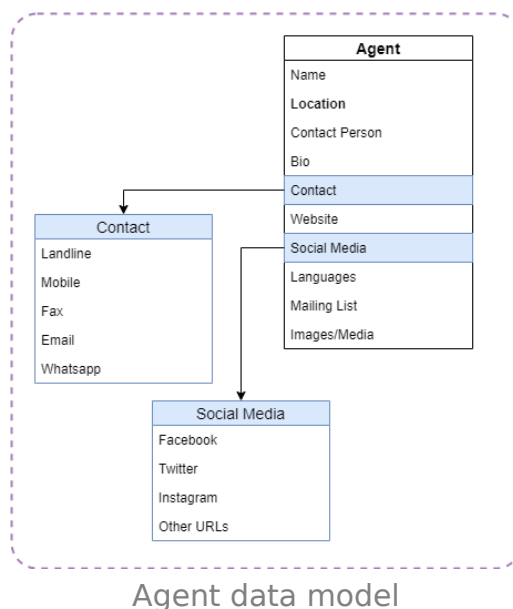 Agent
Name
Location
Contact Person
Bio
Contact
Website
Social Media
Languages
Mailing List
Images/Media
Contact
Landline
Mobile
Fax
Email
Whatsapp
Social Media
Facebook
Twitter
Instagram
Other URLs
Agent data model